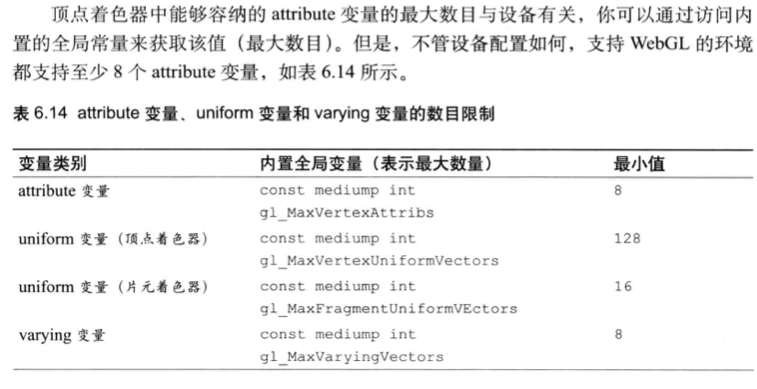 顶点着色器中能够容纳的 attribute 变量的最大数目与设备有关，你可以通过访问内
置的全局常量来获取该值（最大数目）。但是，不管设备配置如何，支持 WebGL 的环境
都支持至少 8 个 attribute 变量，如表 6.14 所示。
表 6.14 attribute 变量、uniform 变量和 varying 变量的数目限制
变量类别 内置全局变量（表示最大数量） 最小值
attribute 变量 const mediump int 8
gl_MaxVertexAttribs
uniform 变量（顶点着色器） const mediump int 128
gl_MaxVertexUniformVectors
uniform 变量（片元着色器） const mediump int 16
gl_MaxFragmentUniformVEctors
varying 变量 const mediump int 8
gl_MaxVaryingVectors